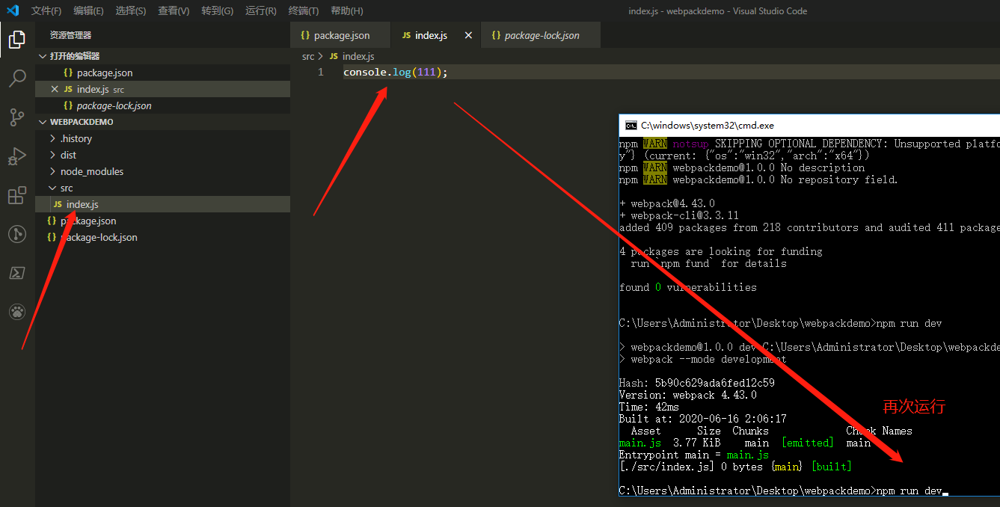 文件(F) 编辑(E) 选择(S) 查看(V) 转到(G) 运行(R) 终端(T) 帮助(H) index.js - webpackdemo - Visual Studio Code
资源管理器
打开的编辑器
{} package.json
JS index.js src
{} package-lock.json
WEBPACKDEMO
.history
dist
node_modules
src
JS index.js
{} package.json
{} package-lock.json
{} package.json JS index.js {} package-lock.json
src > JS index.js
1 console.log(111);
C:\windows\system32\cmd.exe
npm WARN notsup SKIPPING OPTIONAL DEPENDENCY: Unsupported platfo
y"} (current: {"os":"win32","arch":"x64"})
npm WARN webpackdemo@1.0.0 No description
npm WARN webpackdemo@1.0.0 No repository field.
+ webpack@4.43.0
+ webpack-cli@3.3.11
added 409 packages from 218 contributors and audited 411 package
4 packages are looking for funding
run `npm fund` for details
found 0 vulnerabilities
C:\Users\Administrator\Desktop\webpackdemo>npm run dev
> webpackdemo@1.0.0 dev C:\Users\Administrator\Desktop\webpackde
> webpack --mode development
Hash: 5b90c629ada6fed12c59
Version: webpack 4.43.0
Time: 42ms
Built at: 2020-06-16 2:06:17
Asset Size Chunks Chunk Names
main.js 3.77 KiB main [emitted] main
Entrypoint main = main.js
[./src/index.js] 0 bytes {main} [built]
C:\Users\Administrator\Desktop\webpackdemo>npm run dev
再次运行